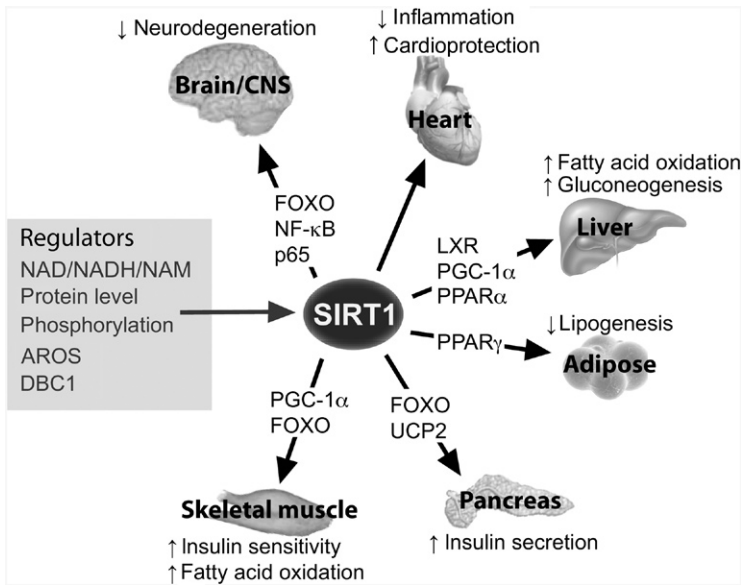 ↓ Neurodegeneration
Brain/CNS
↓ Inflammation
↑ Cardioprotection
Heart
↑ Fatty acid oxidation
↑ Gluconeogenesis
Liver
FOXO
NF-κB
p65
LXR
PGC-1α
PPARα
Regulators
NAD/NADH/NAM
Protein level
Phosphorylation
AROS
DBC1
SIRT1
PPARγ
↓ Lipogenesis
Adipose
PGC-1α
FOXO
FOXO
UCP2
Skeletal muscle
↑ Insulin sensitivity
↑ Fatty acid oxidation
Pancreas
↑ Insulin secretion